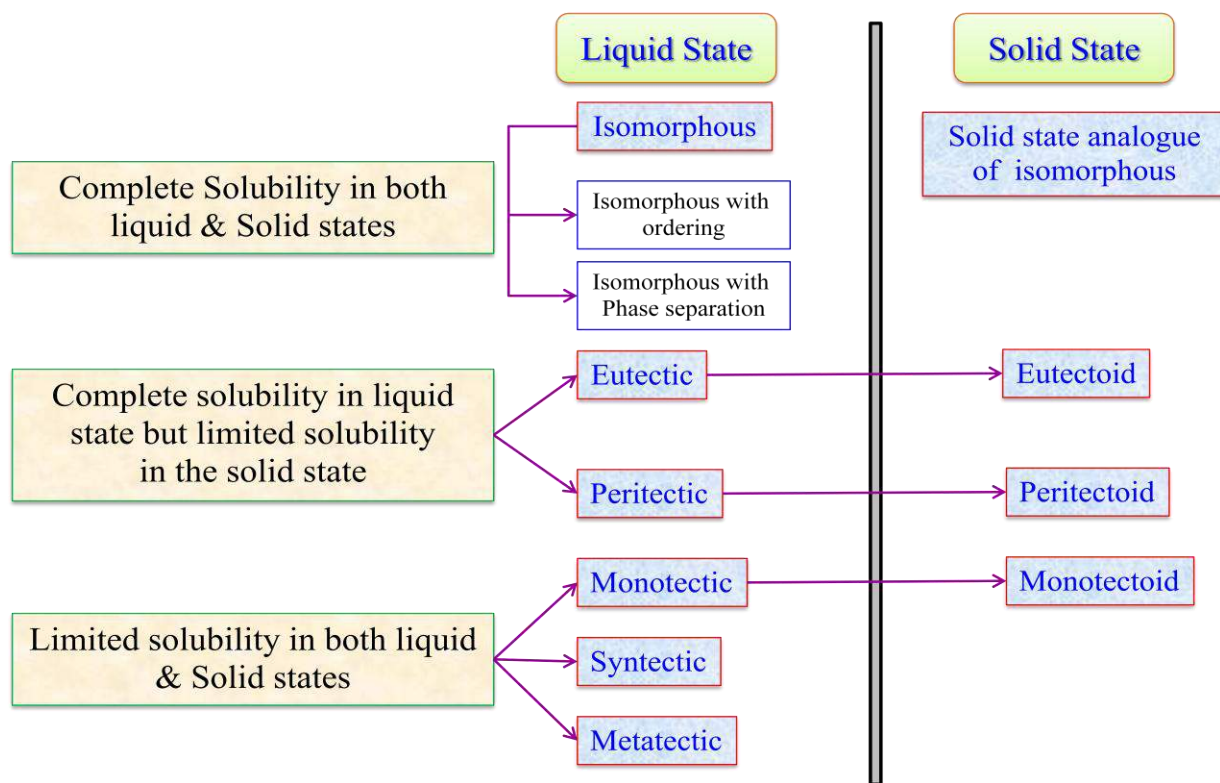 Liquid State
Solid State
Isomorphous
Solid state analogue
of isomorphous
Complete Solubility in both
liquid & Solid states
Isomorphous with
ordering
Isomorphous with
Phase separation
Complete solubility in liquid
state but limited solubility
in the solid state
Eutectic
Eutectoid
Peritectic
Peritectoid
Limited solubility in both liquid
& Solid states
Monotectic
Monotectoid
Syntectic
Metatectic